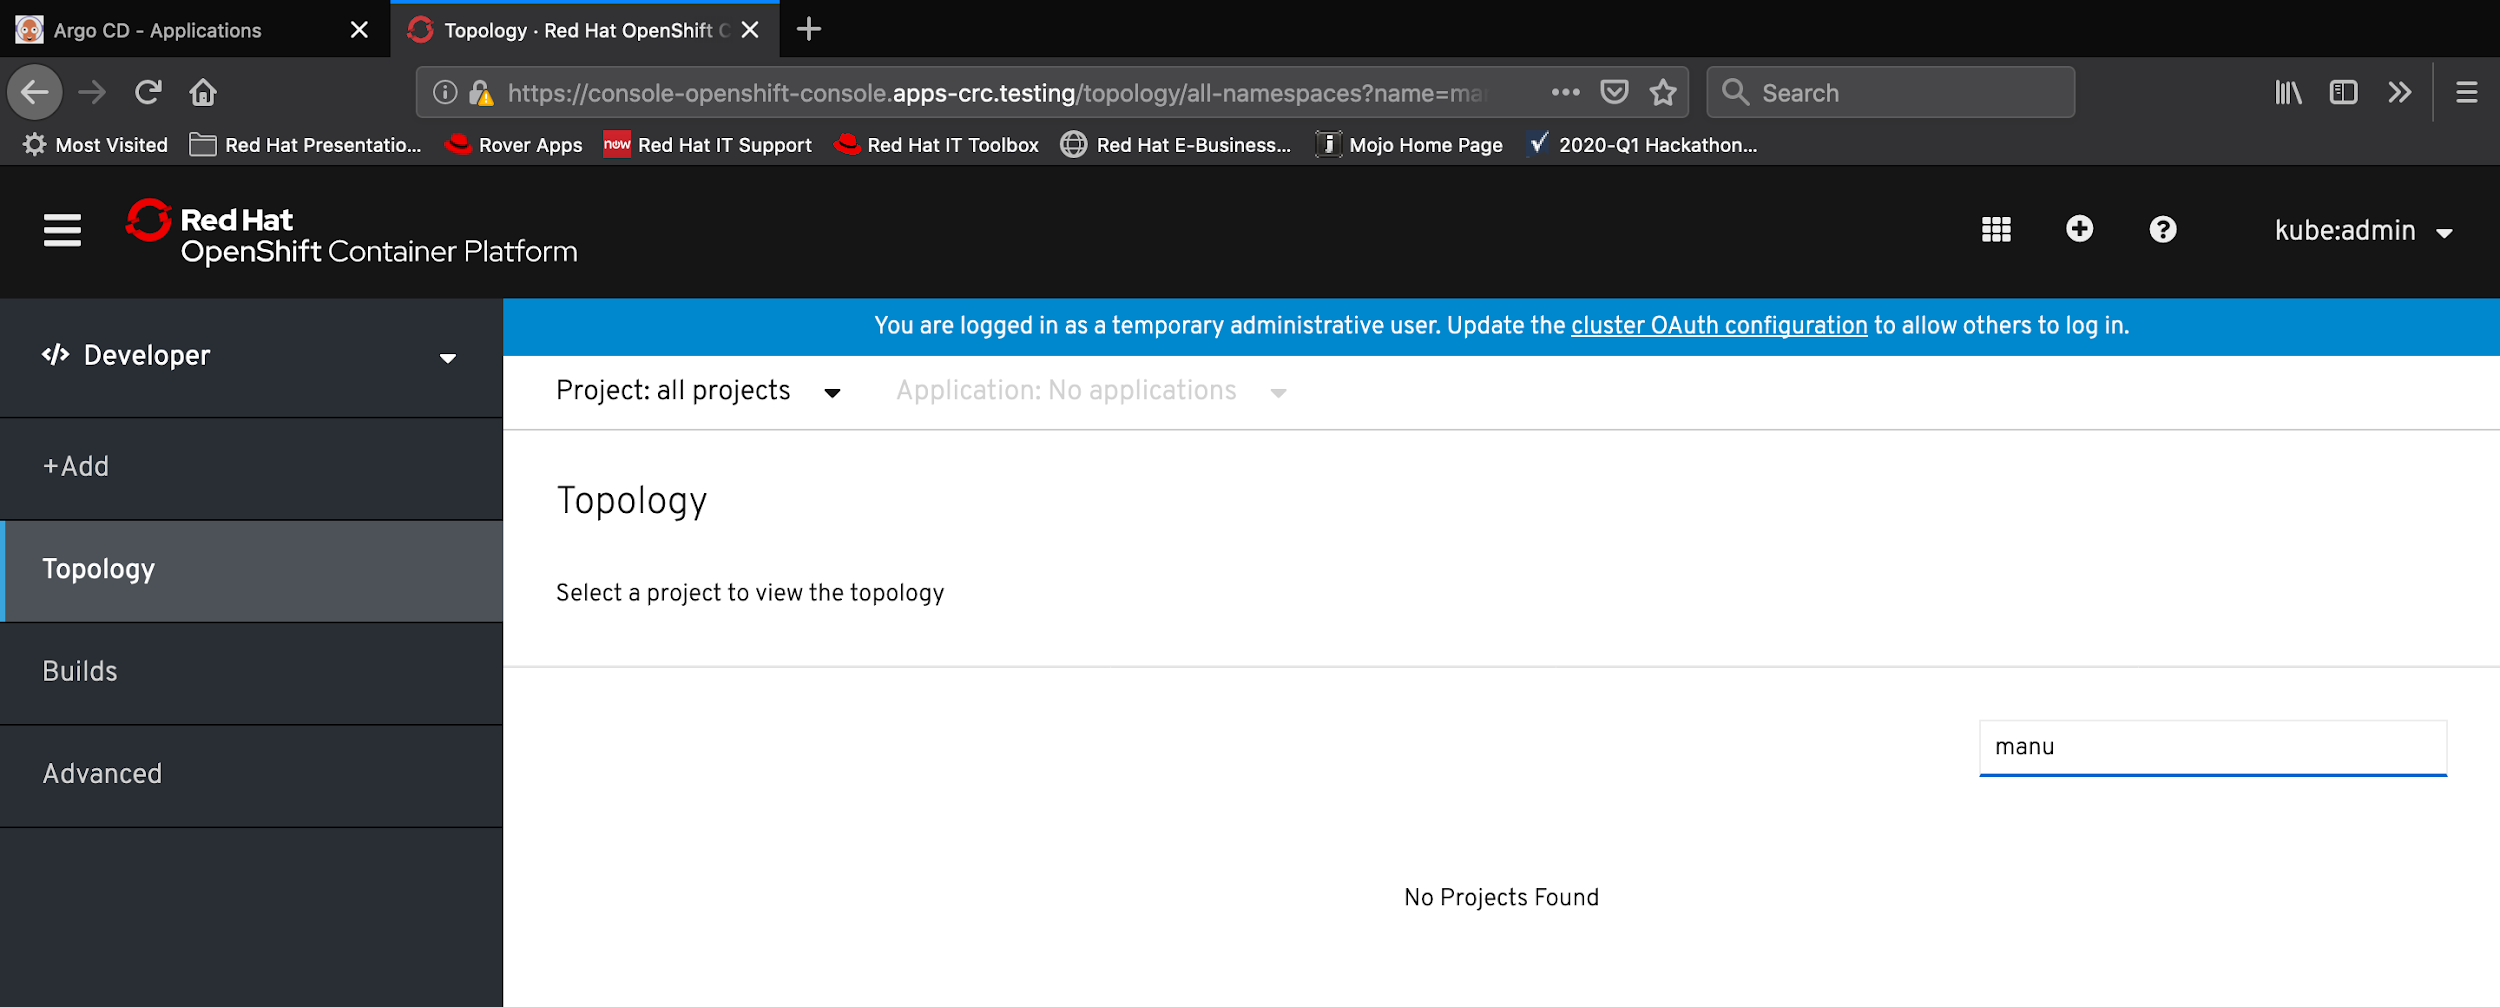 Argo CD - Applications
Topology · Red Hat OpenShift
https://console-openshift-console.apps-crc.testing/topology/all-namespaces?name=ma
Search
Most Visited
Red Hat Presentatio...
Rover Apps
now
Red Hat IT Support
Red Hat IT Toolbox
Red Hat E-Business...
Mojo Home Page
2020-Q1 Hackathon...
Red Hat
OpenShift Container Platform
kube:admin
You are logged in as a temporary administrative user. Update the cluster OAuth configuration to allow others to log in.
</> Developer
Project: all projects
Application: No applications
+Add
Topology
Builds
Advanced
Topology
Select a project to view the topology
manu
No Projects Found